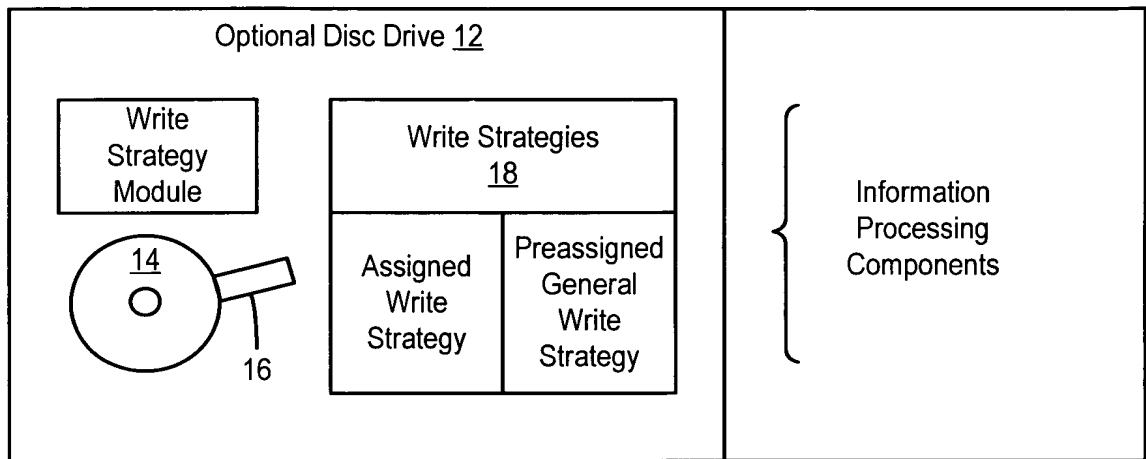 Optional Disc Drive 12
Write
Strategy
Module
14
16
Write Strategies
18
Assigned
Write
Strategy
Preassigned
General
Write
Strategy
Information
Processing
Components